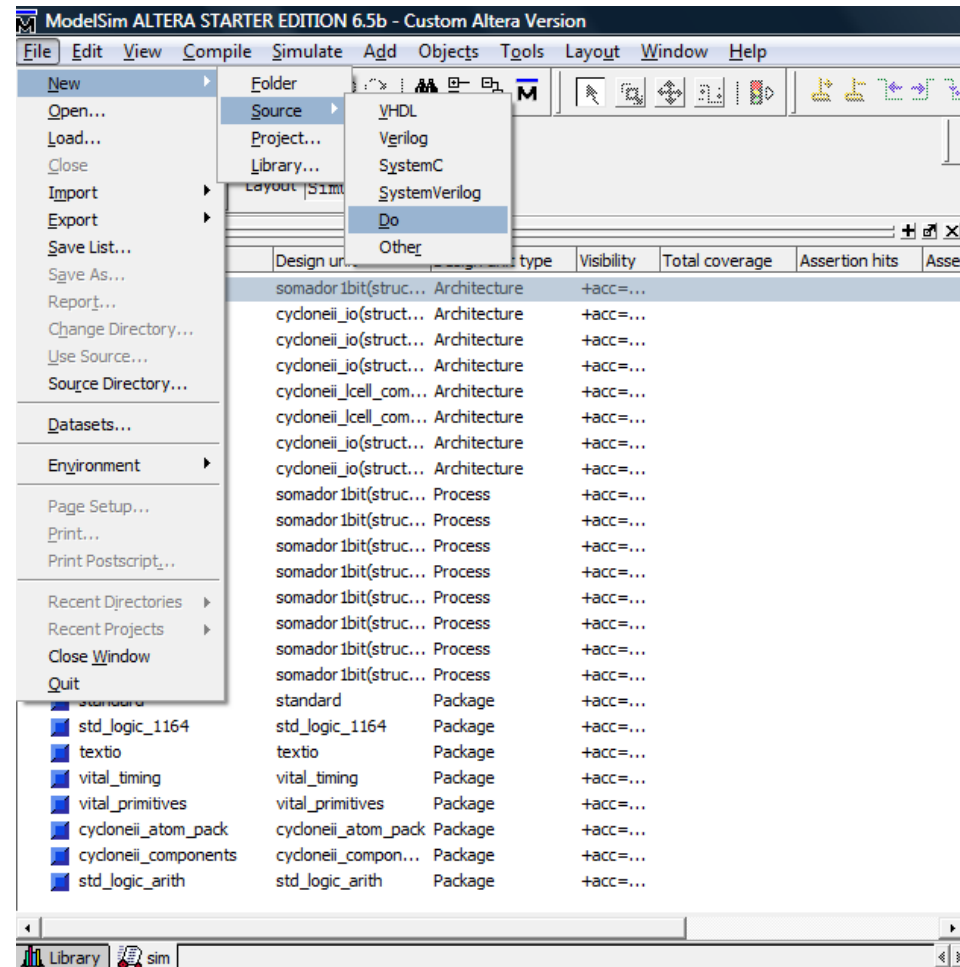 ModelSim ALTERA STARTER EDITION 6.5b - Custom Altera Version
File Edit View Compile Simulate Add Objects Tools Layout Window Help
New
Open...
Load...
Close
Import
Export
Save List...
Save As...
Report...
Change Directory...
Use Source...
Source Directory...
Datasets...
Environment
Page Setup...
Print...
Print Postscript...
Recent Directories
Recent Projects
Close Window
Quit
Folder
Source
Project...
Library...
VHDL
Verilog
SystemC
SystemVerilog
Do
Other
Layout Simu
Design unit type Visibility Total coverage Assertion hits Asse
somador1bit(struc... Architecture +acc=...
cycloneii_io(struct... Architecture +acc=...
cycloneii_io(struct... Architecture +acc=...
cycloneii_io(struct... Architecture +acc=...
cycloneii_lcell_com... Architecture +acc=...
cycloneii_lcell_com... Architecture +acc=...
cycloneii_io(struct... Architecture +acc=...
cycloneii_io(struct... Architecture +acc=...
somador1bit(struc... Process +acc=...
somador1bit(struc... Process +acc=...
somador1bit(struc... Process +acc=...
somador1bit(struc... Process +acc=...
somador1bit(struc... Process +acc=...
somador1bit(struc... Process +acc=...
somador1bit(struc... Process +acc=...
somador1bit(struc... Process +acc=...
standard standard Package +acc=...
std_logic_1164 std_logic_1164 Package +acc=...
textio textio Package +acc=...
vital_timing vital_timing Package +acc=...
vital_primitives vital_primitives Package +acc=...
cycloneii_atom_pack cycloneii_atom_pack Package +acc=...
cycloneii_components cycloneii_compon... Package +acc=...
std_logic_arith std_logic_arith Package +acc=...
Library sim